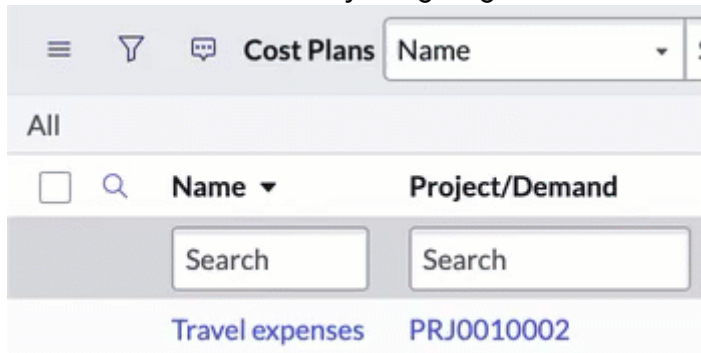 Cost Plans Name
All
Name Project/Demand
Search Search
Travel expenses PRJ0010002